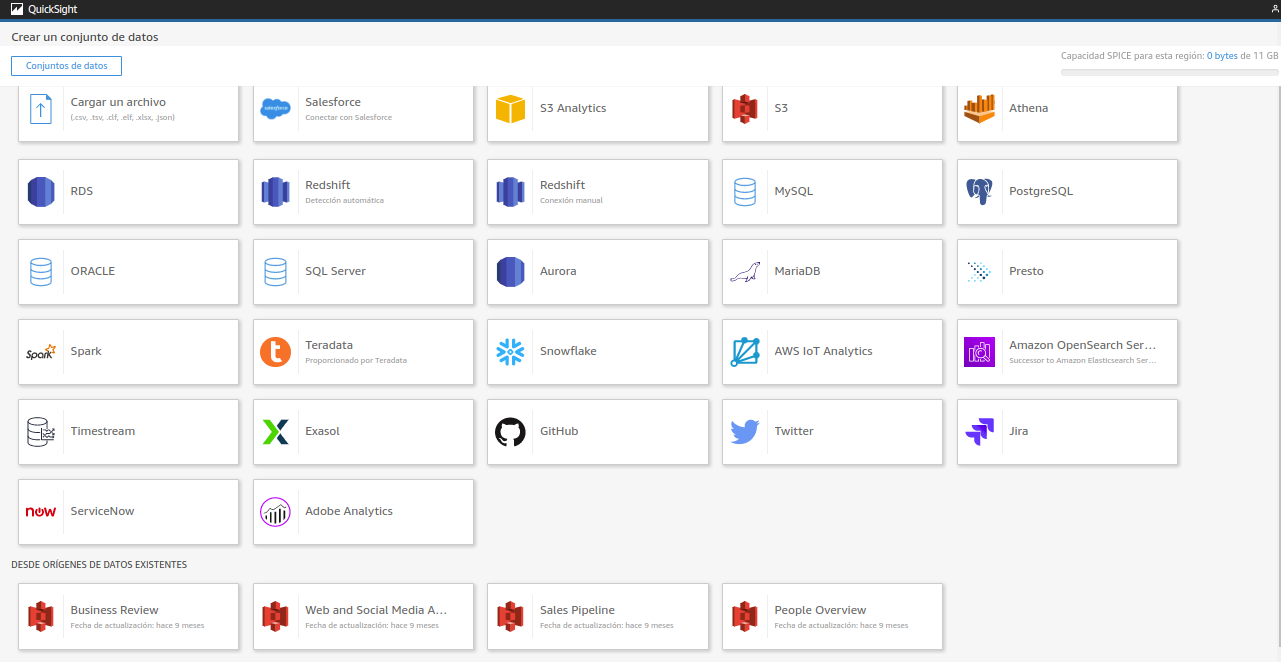 QuickSight
Crear un conjunto de datos
Conjuntos de datos
Capacidad SPICE para esta región: 0 bytes de 11 GB
Cargar un archivo
(.csv, .tsv, .clf, .elf, .xlsx, .json)
salesforce
Salesforce
Conectar con Salesforce
S3 Analytics
S3
Athena
RDS
Redshift
Detección automática
Redshift
Conexión manual
MySQL
PostgreSQL
ORACLE
SQL Server
Aurora
MariaDB
Presto
Spark
Spark
t
Teradata
Proporcionado por Teradata
Snowflake
AWS IoT Analytics
Amazon OpenSearch Ser...
Successor to Amazon Elasticsearch Ser...
Timestream
Exasol
GitHub
Twitter
Jira
now
ServiceNow
Adobe Analytics
DESDE ORÍGENES DE DATOS EXISTENTES
Business Review
Fecha de actualización: hace 9 meses
Web and Social Media A...
Fecha de actualización: hace 9 meses
Sales Pipeline
Fecha de actualización: hace 9 meses
People Overview
Fecha de actualización: hace 9 meses